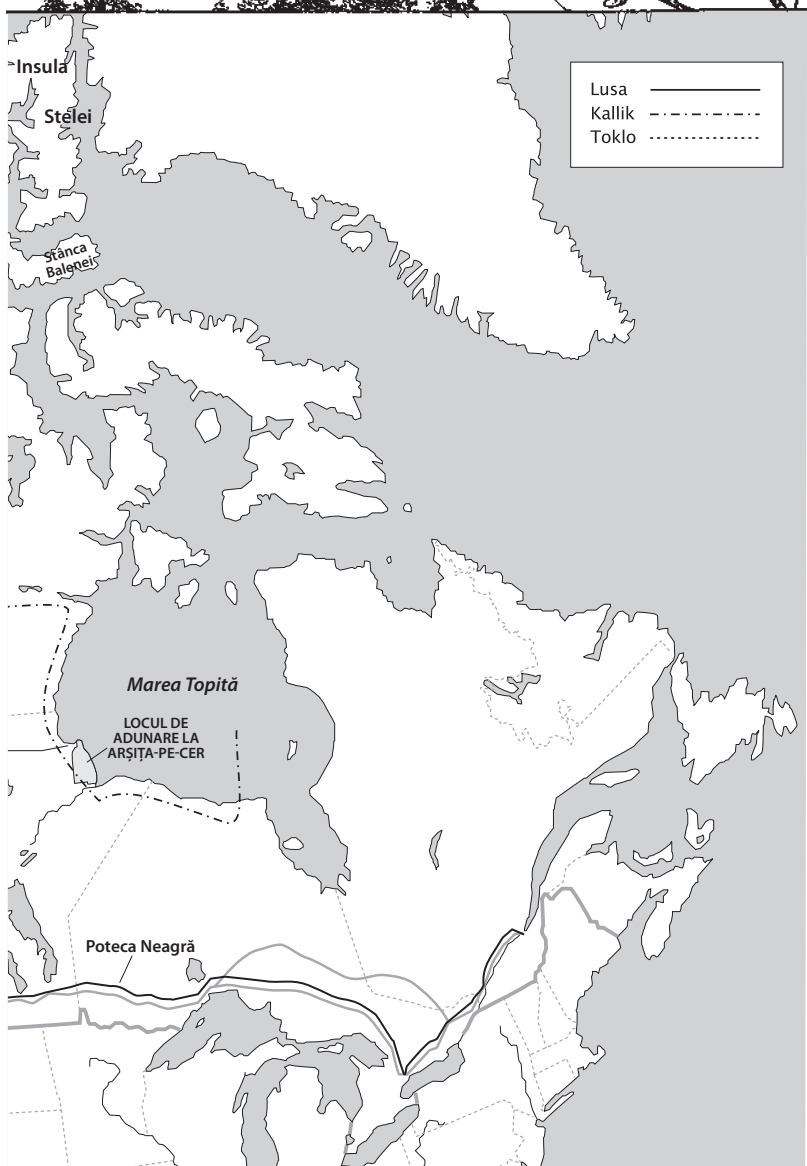 Insula
Stelei
Lusa
Kallik
Toklo
Stânca
Balenei
Marea Topită
LOCUL DE
ADUNARE LA
ARȘIȚA-PE-CER
Poteca Neagră